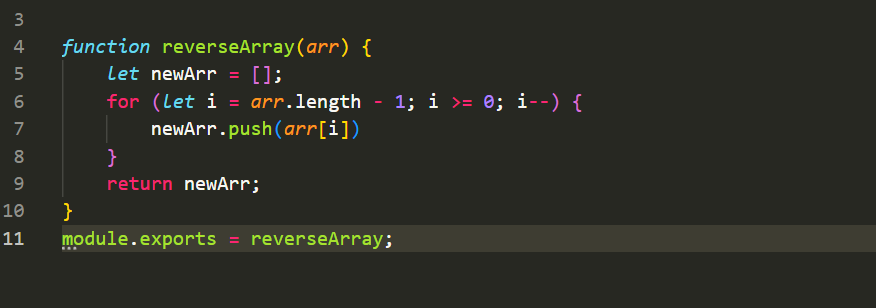 3
4 function reverseArray(arr) {
5     let newArr = [];
6     for (let i = arr.length - 1; i >= 0; i--) {
7         newArr.push(arr[i])
8     }
9     return newArr;
10 }
11 module.exports = reverseArray;